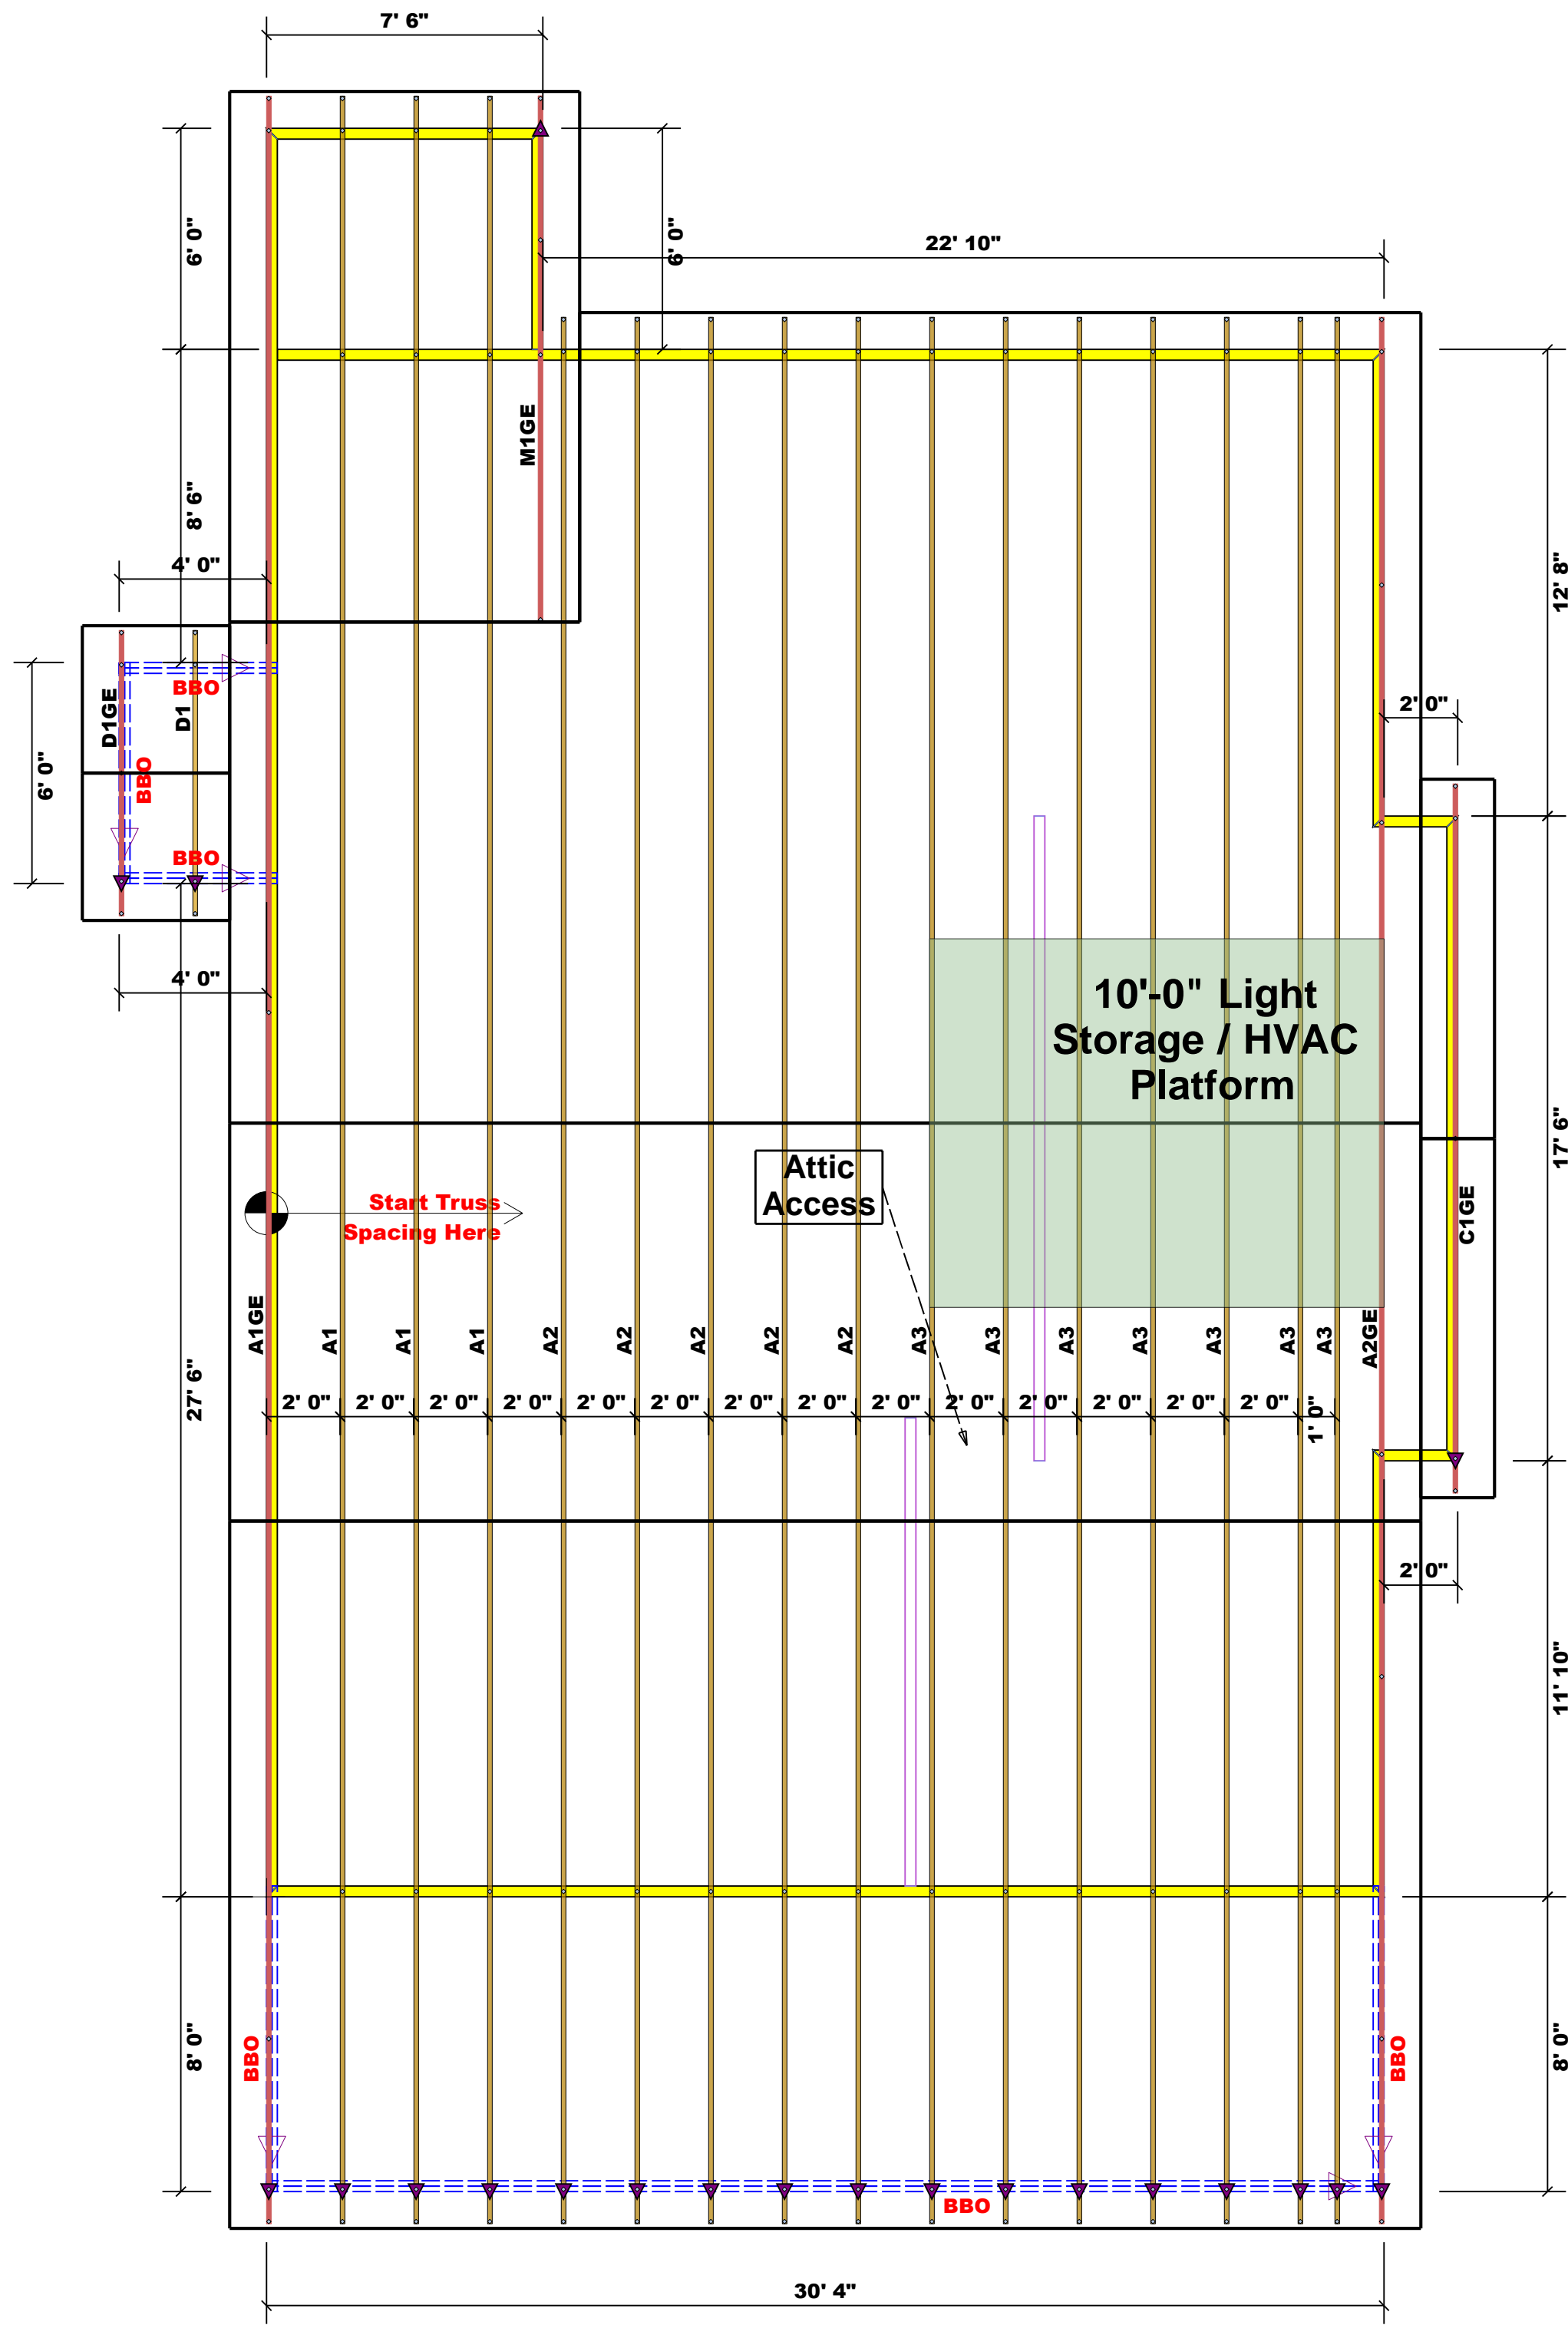 7' 6"
6' 0"
6' 0"
22' 10"
M1GE
8' 6"
12' 8"
4' 0"
BBO
D1GE
D1
2' 0"
6' 0"
BBO
BBO
4' 0"
10'-0" Light
Storage / HVAC
Platform
17' 6"
Attic
Access
Start Truss
Spacing Here
C1GE
A1GE
A1
A1
A1
A2
A2
A2
A2
A2
A3
A3
A3
A3
A3
A3
A3
A2GE
27' 6"
2' 0"
2' 0"
2' 0"
2' 0"
2' 0"
2' 0"
2' 0"
2' 0"
2' 0"
2' 0"
2' 0"
2' 0"
2' 0"
2' 0"
1' 0"
2' 0"
11' 10"
8' 0"
BBO
BBO
8' 0"
BBO
30' 4"